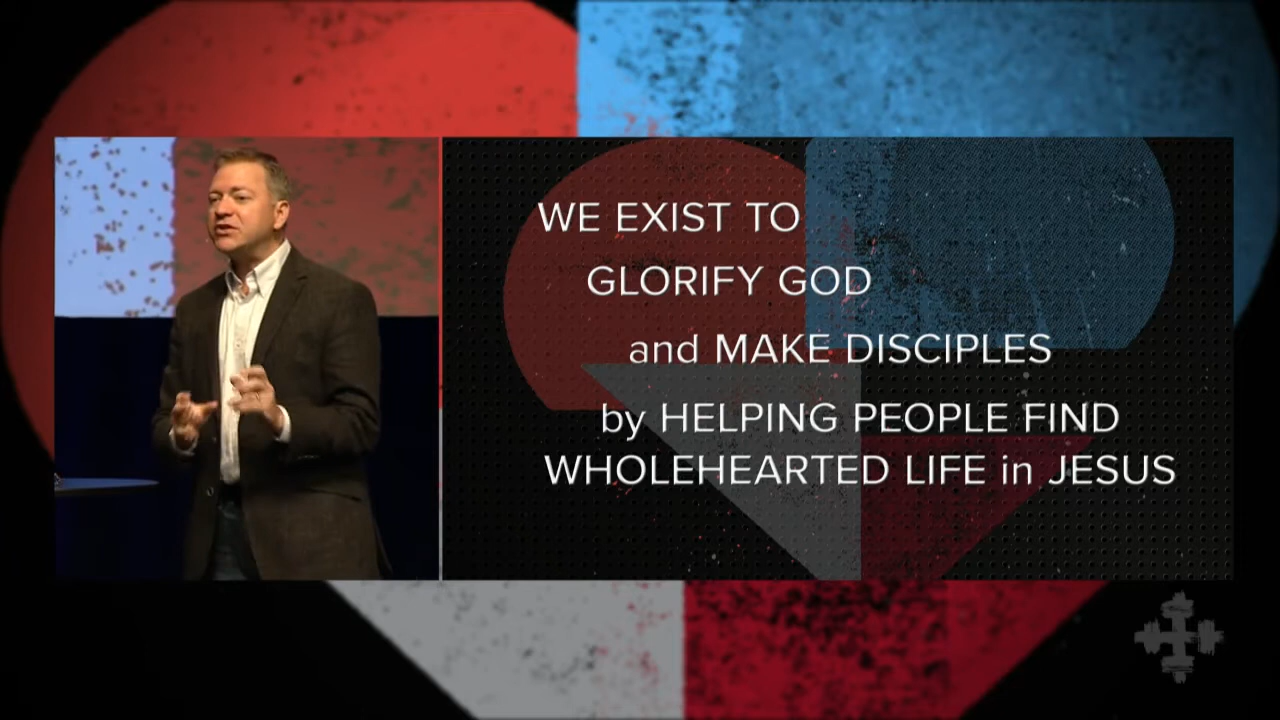 WE EXIST TO
GLORIFY GOD
and MAKE DISCIPLES
by HELPING PEOPLE FIND
WHOLEHEARTED LIFE in JESUS